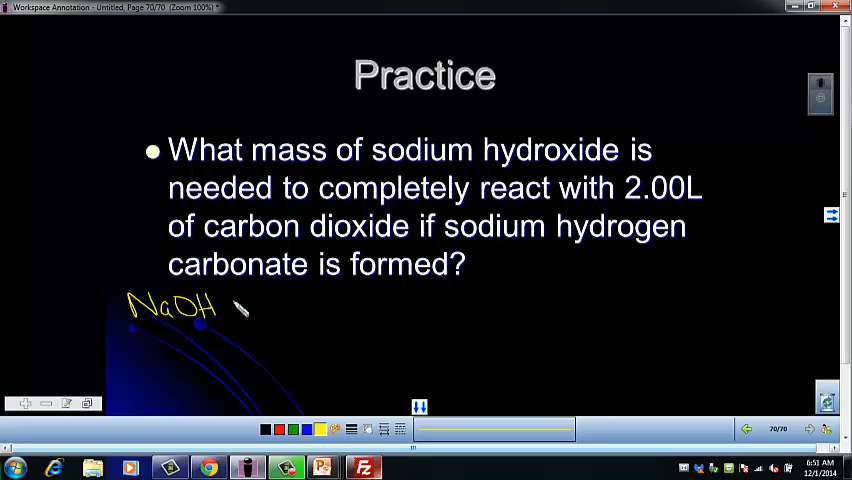 Workspace Annotation - Untitled, Page 70/70 (Zoom 100%) *
Practice
What mass of sodium hydroxide is
needed to completely react with 2.00L
of carbon dioxide if sodium hydrogen
carbonate is formed?
NaOH
70/70
6:51 AM
12/1/2014